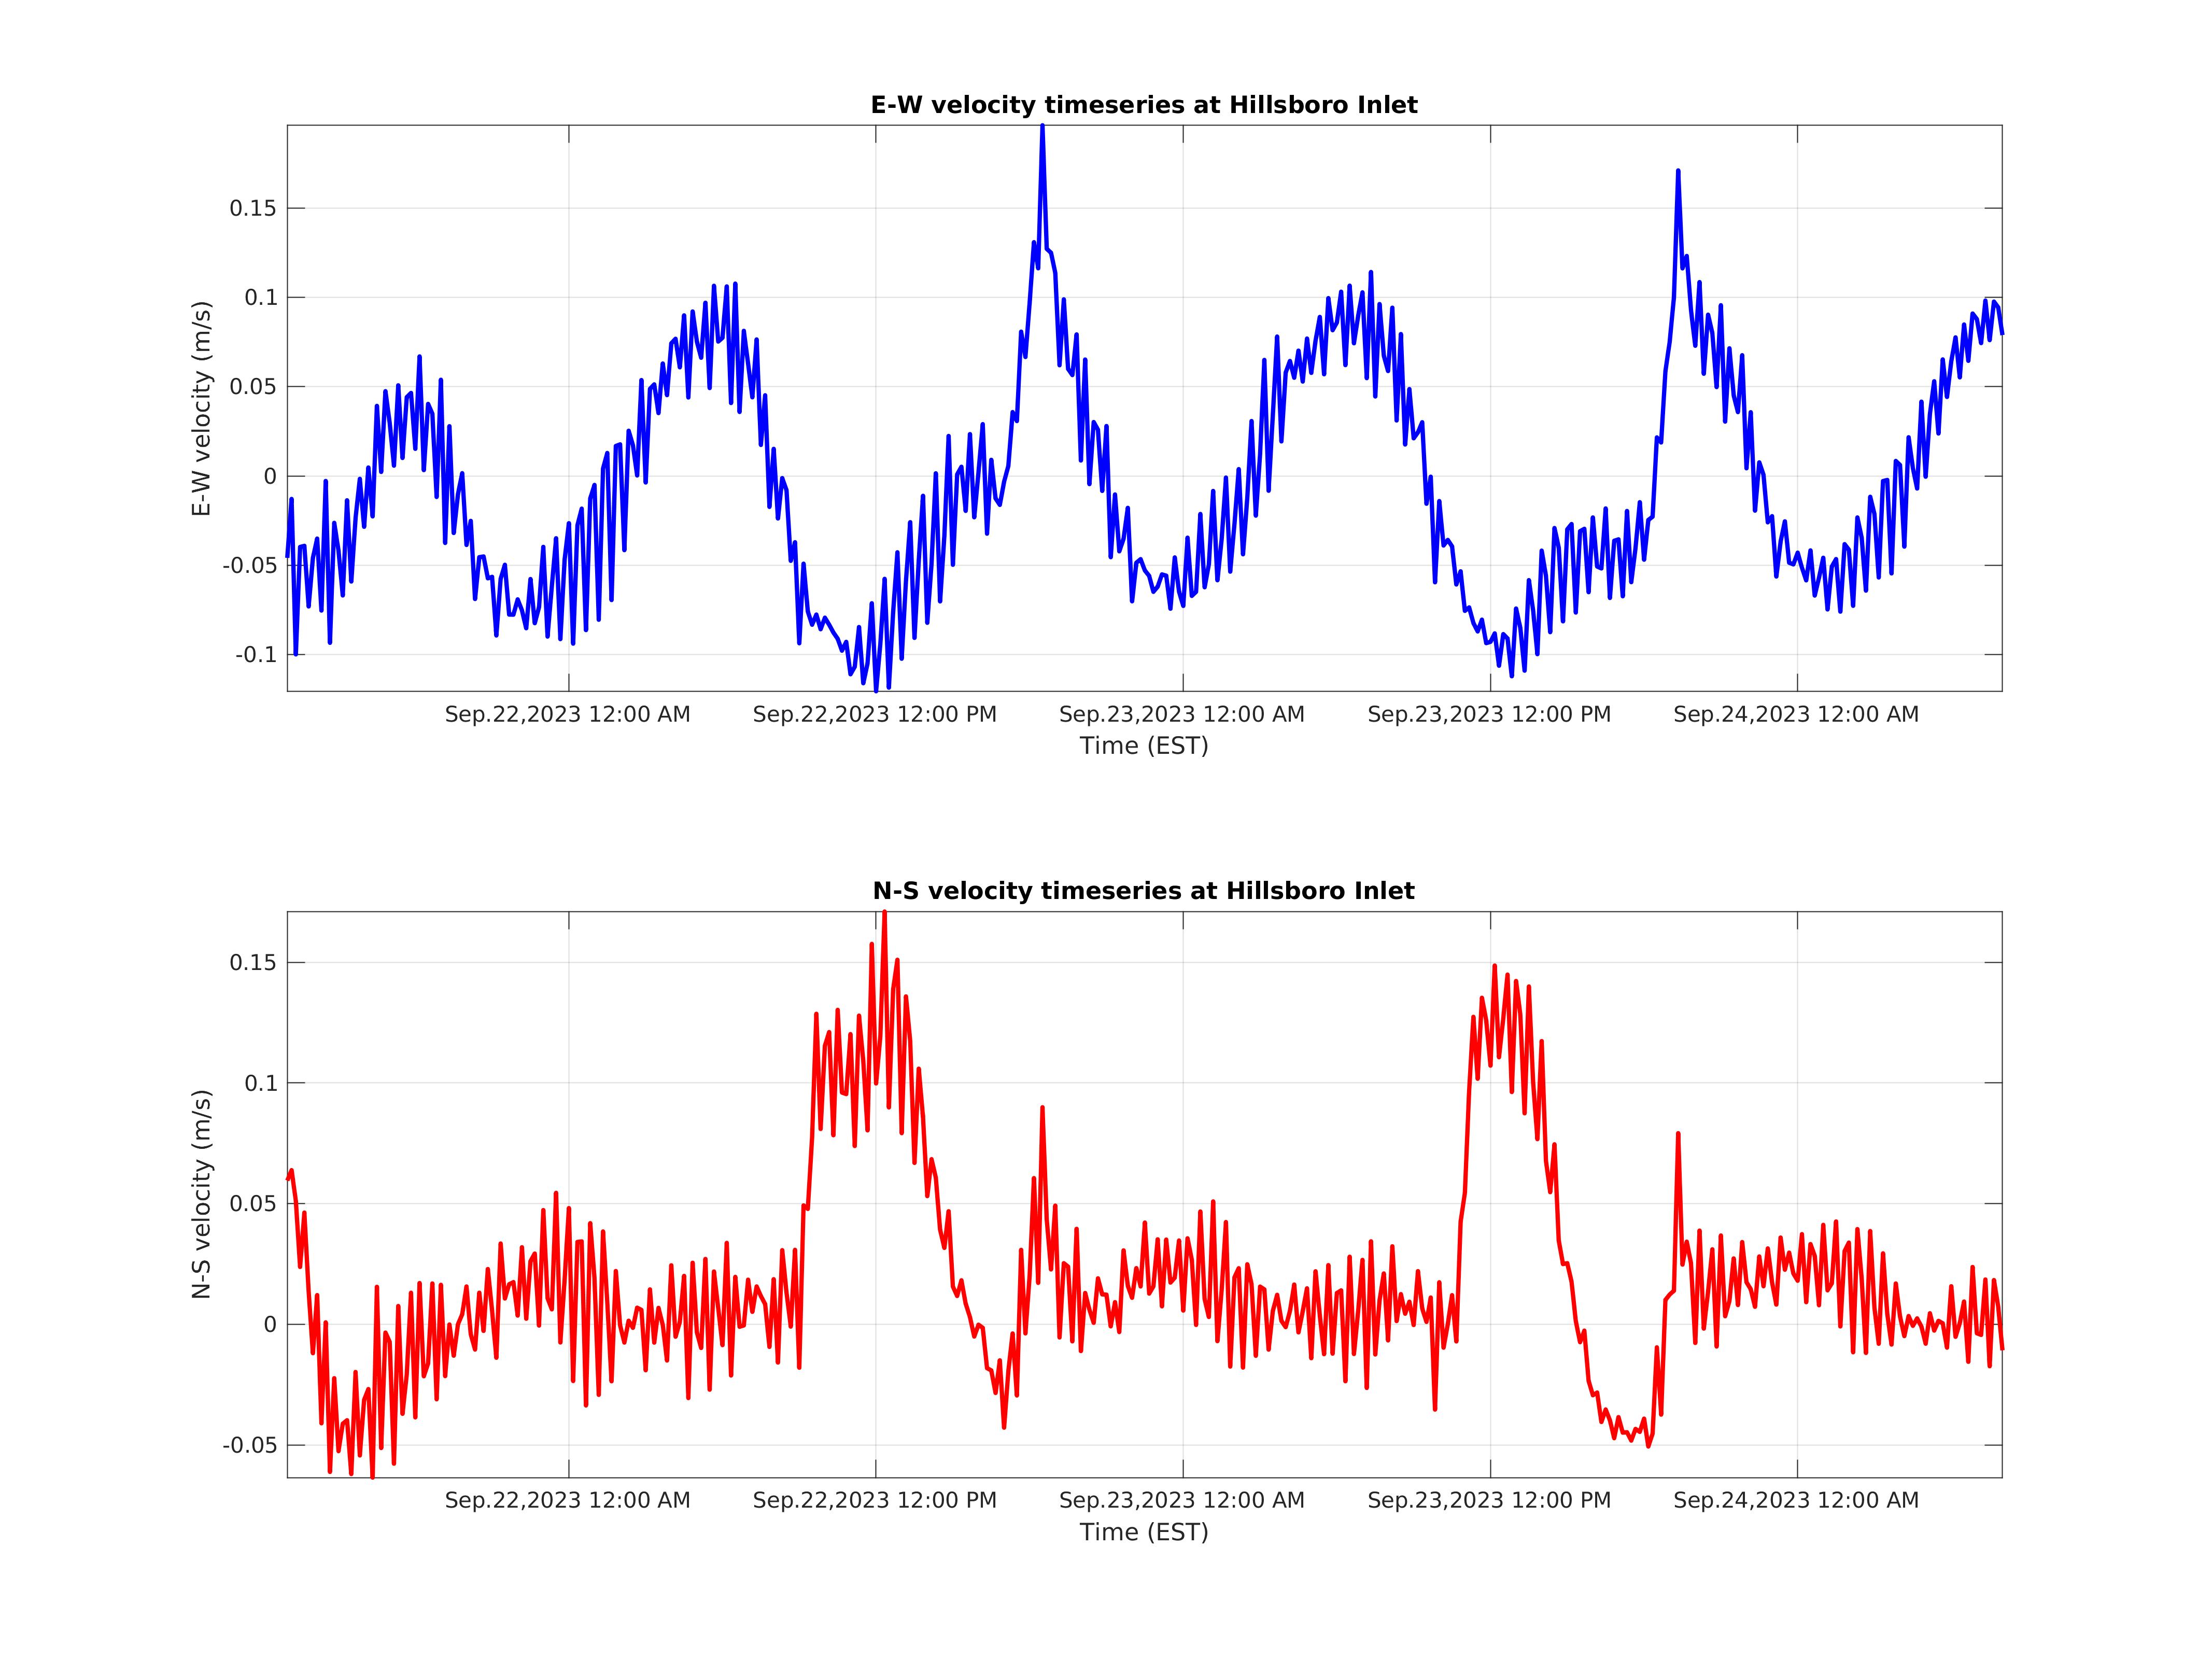 E-W velocity timeseries at Hillsboro Inlet
E-W velocity (m/s)
0.15
0.1
0.05
0
-0.05
-0.1
Sep.22,2023 12:00 AM
Sep.22,2023 12:00 PM
Sep.23,2023 12:00 AM
Sep.23,2023 12:00 PM
Sep.24,2023 12:00 AM
Time (EST)
N-S velocity timeseries at Hillsboro Inlet
N-S velocity (m/s)
0.15
0.1
0.05
0
-0.05
Sep.22,2023 12:00 AM
Sep.22,2023 12:00 PM
Sep.23,2023 12:00 AM
Sep.23,2023 12:00 PM
Sep.24,2023 12:00 AM
Time (EST)